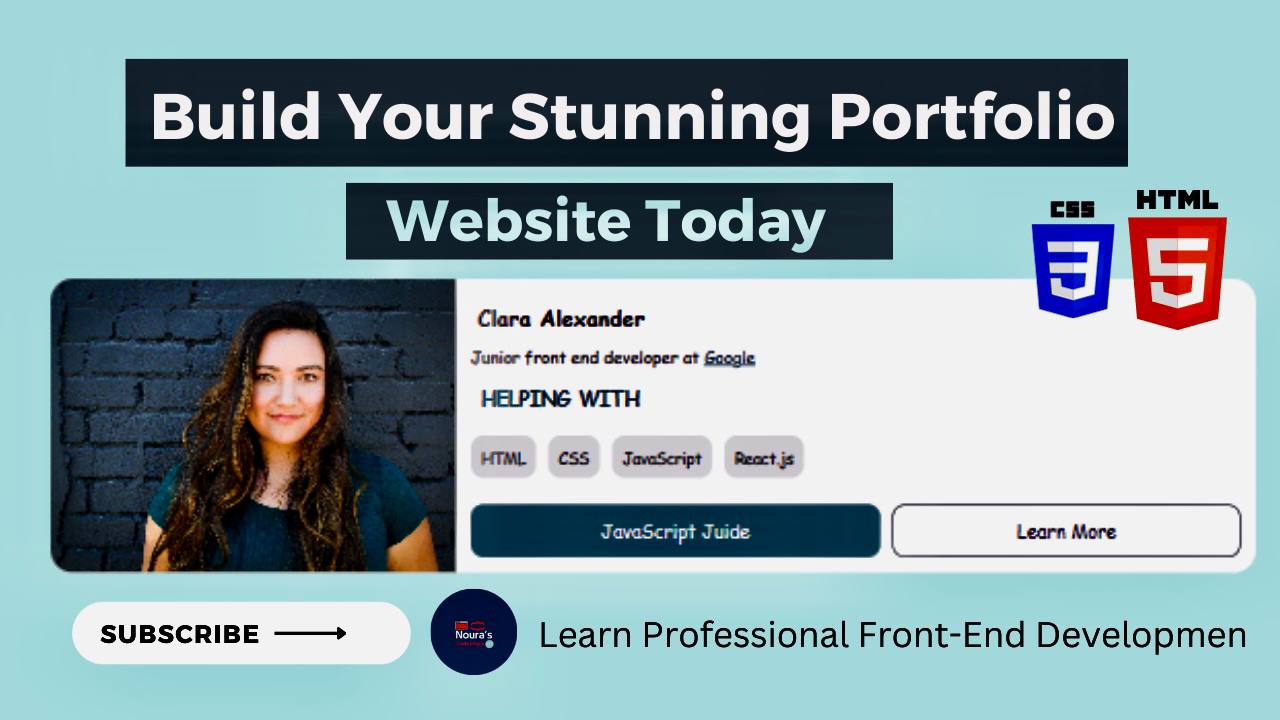 Build Your Stunning Portfolio
Website Today
CSS
HTML
3
5
Clara Alexander
Junior front end developer at Google
HELPING WITH
HTML CSS JavaScript React.js
JavaScript Juide
Learn More
SUBSCRIBE
Noura's
Learn Professional Front-End Developmen